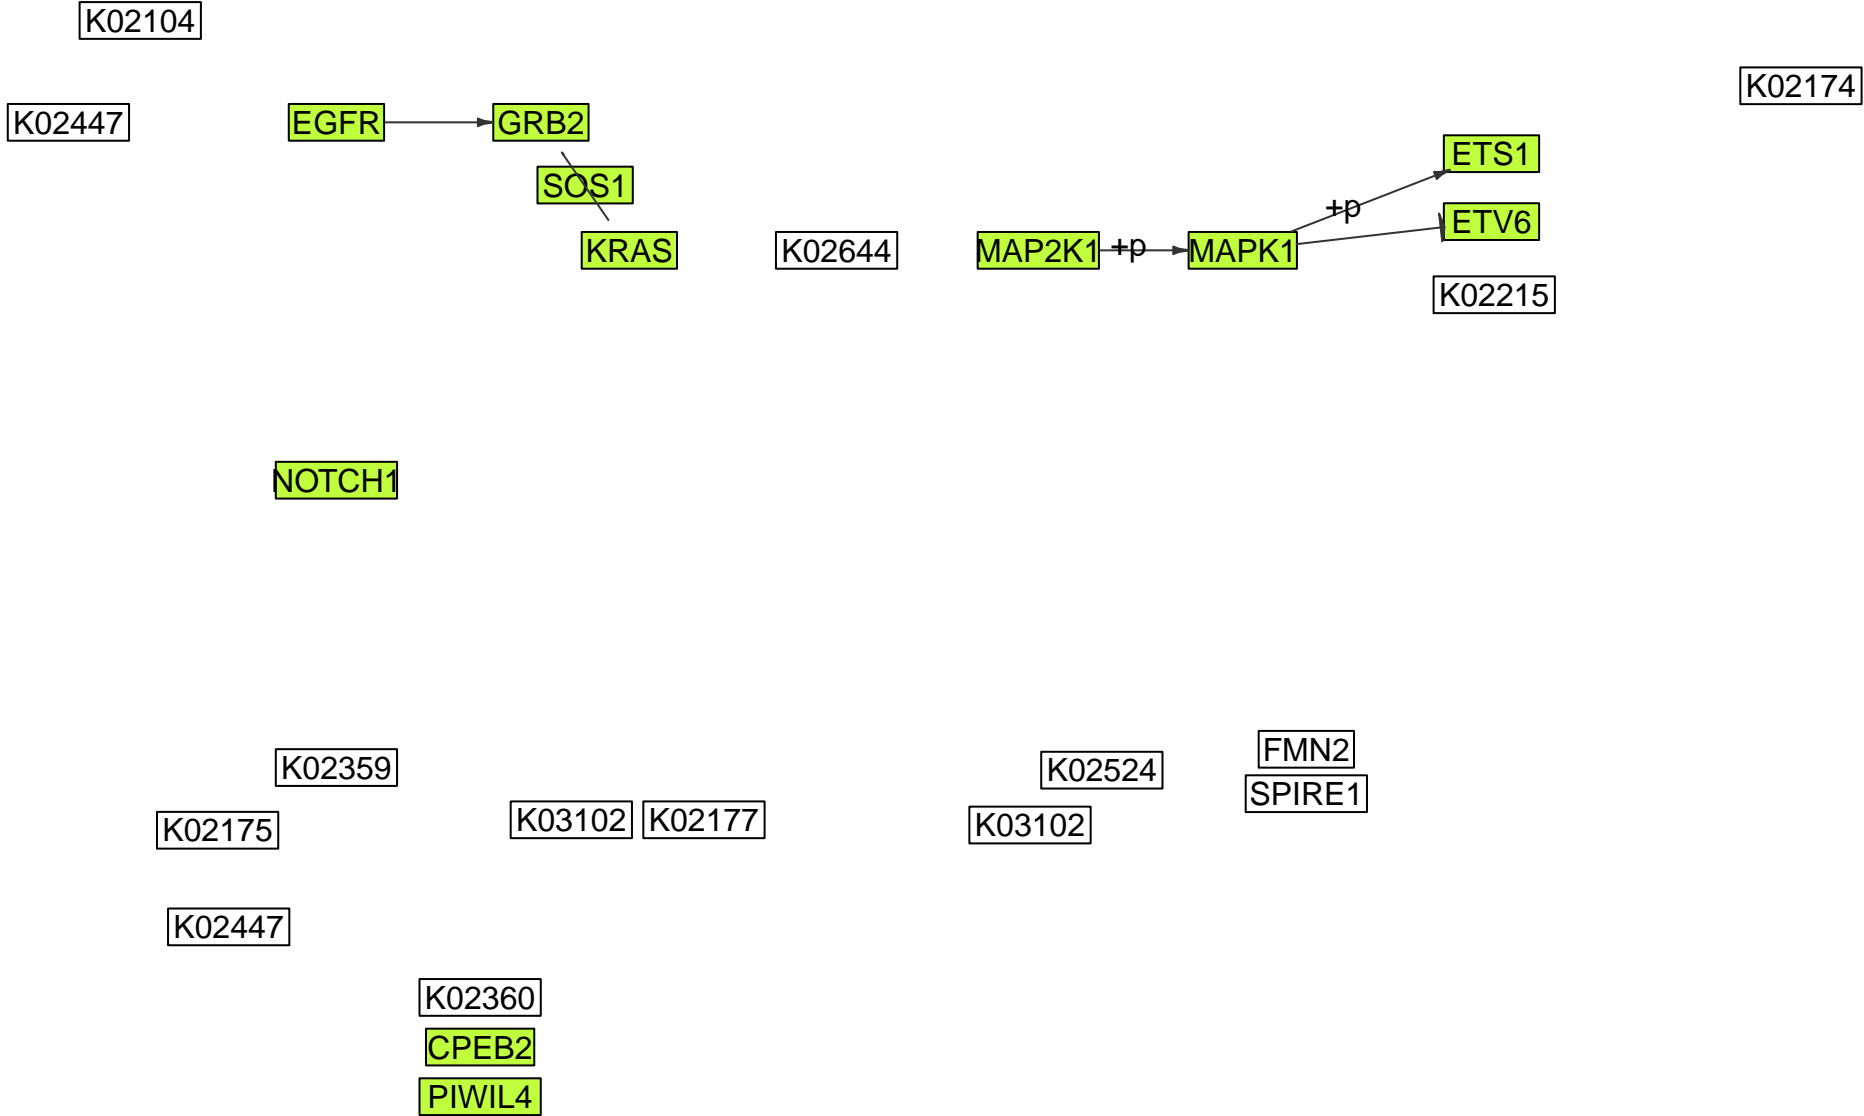 K02104
K02174
K02447
EGFR
GRB2
ETS1
SOS1
+p
ETV6
KRAS
K02644
MAP2K1
+p
MAPK1
K02215
NOTCH1
FMN2
K02359
K02524
SPIRE1
K02175
K03102
K02177
K03102
K02447
K02360
CPEB2
PIWIL4